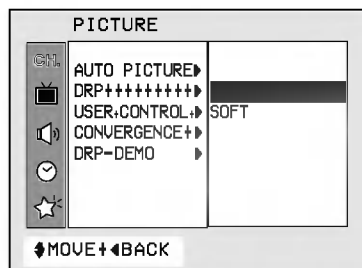 PICTURE
CH.
AUTO PICTURE
DRP
USER CONTROL
SOFT
CONVERGENCE
DRP-DEMO
MOVE BACK